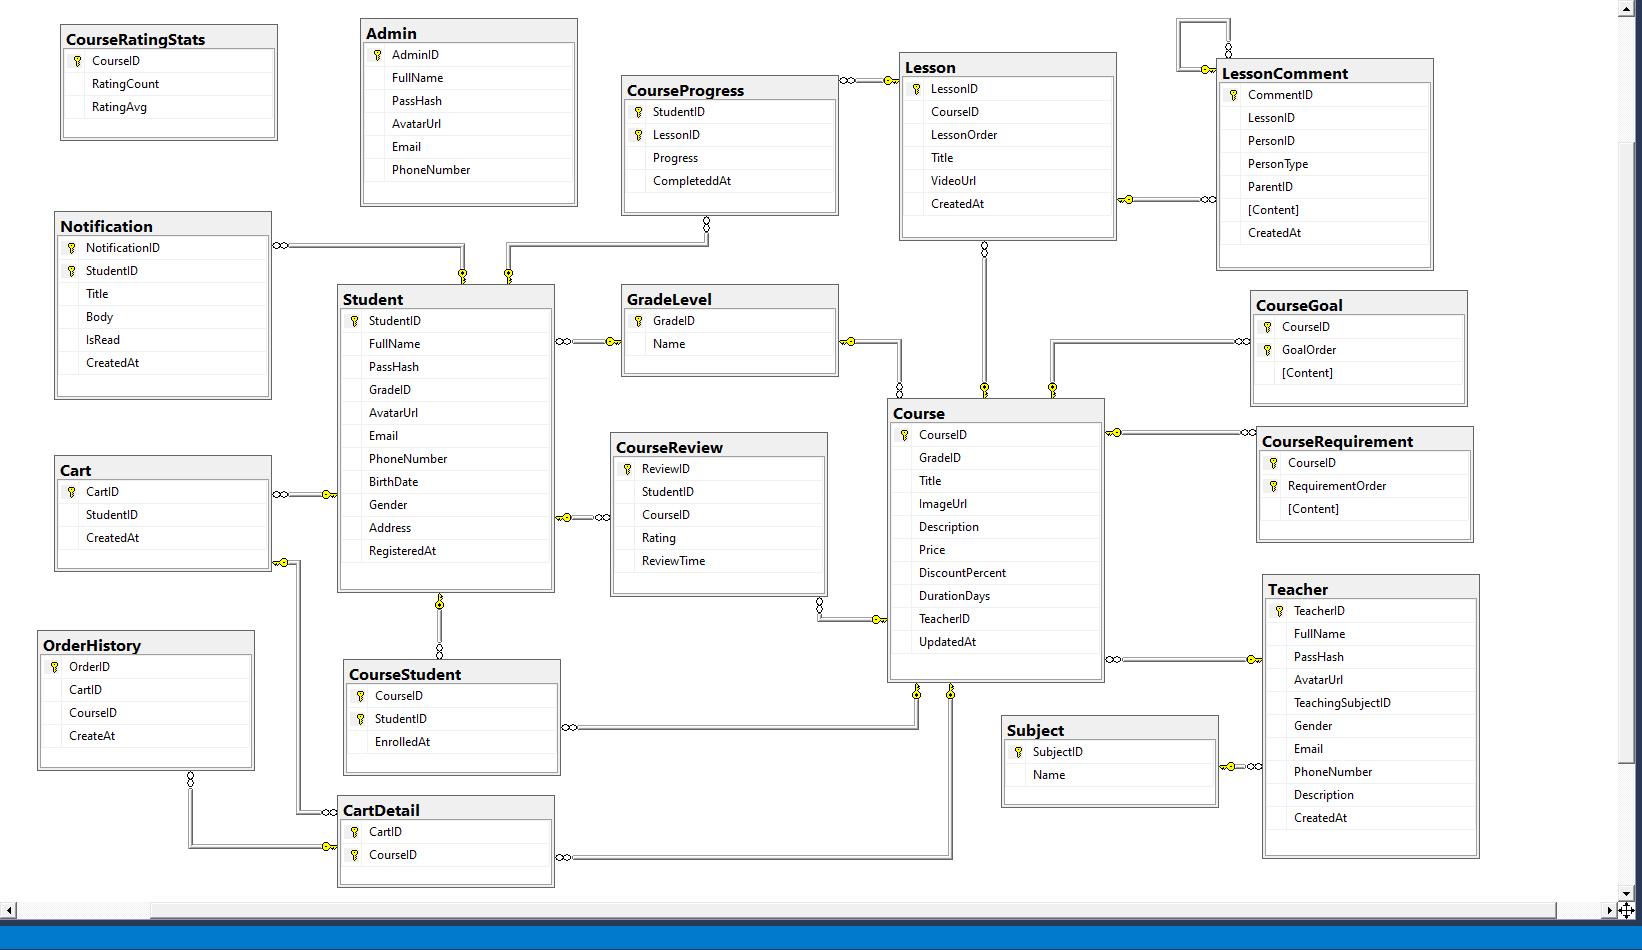 CourseRatingStats
CourseID
RatingCount
RatingAvg
Admin
AdminID
FullName
PassHash
AvatarUrl
Email
PhoneNumber
CourseProgress
StudentID
LessonID
Progress
CompleteddAt
Lesson
LessonID
CourseID
LessonOrder
Title
VideoUrl
CreatedAt
LessonComment
CommentID
LessonID
PersonID
PersonType
ParentID
[Content]
CreatedAt
Notification
NotificationID
StudentID
Title
Body
IsRead
CreatedAt
Student
StudentID
FullName
PassHash
GradeID
AvatarUrl
Email
PhoneNumber
BirthDate
Gender
Address
RegisteredAt
GradeLevel
GradeID
Name
CourseGoal
CourseID
GoalOrder
[Content]
Course
CourseID
GradeID
Title
ImageUrl
Description
Price
DiscountPercent
DurationDays
TeacherID
UpdatedAt
CourseReview
ReviewID
StudentID
CourseID
Rating
ReviewTime
CourseRequirement
CourseID
RequirementOrder
[Content]
Cart
CartID
StudentID
CreatedAt
Teacher
TeacherID
FullName
PassHash
AvatarUrl
TeachingSubjectID
Gender
Email
PhoneNumber
Description
CreatedAt
OrderHistory
OrderID
CartID
CourseID
CreateAt
CourseStudent
CourseID
StudentID
EnrolledAt
Subject
SubjectID
Name
CartDetail
CartID
CourseID